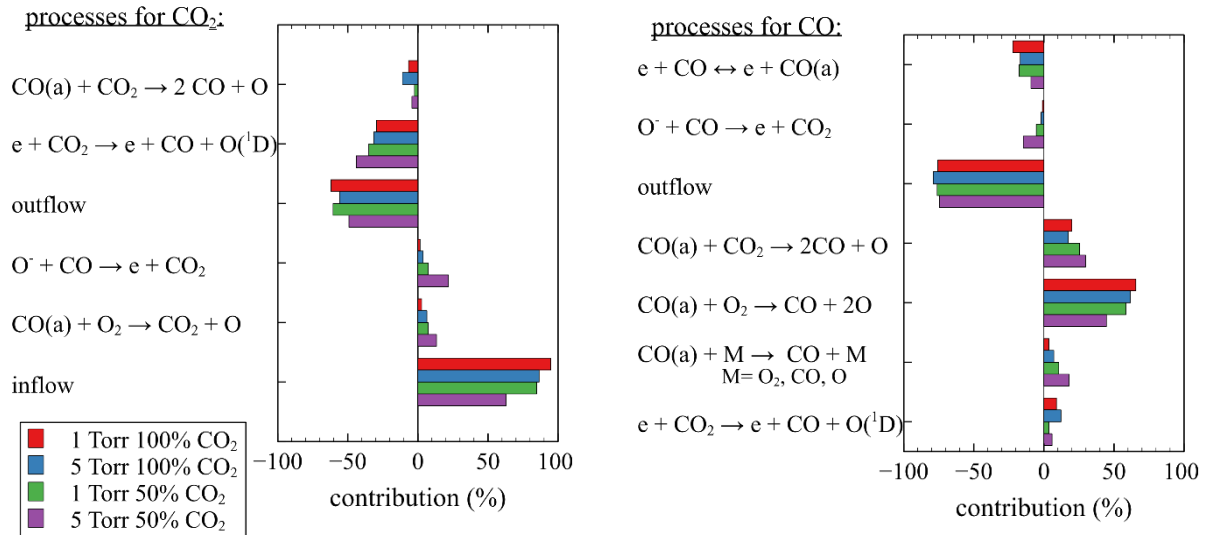 processes for CO₂:
CO(a) + CO₂ → 2 CO + O
e + CO₂ → e + CO + O(¹D)
outflow
O⁻ + CO → e + CO₂
CO(a) + O₂ → CO₂ + O
inflow
1 Torr 100% CO₂
5 Torr 100% CO₂
1 Torr 50% CO₂
5 Torr 50% CO₂
−100 −50 0 50 100
contribution (%)
processes for CO:
e + CO ↔ e + CO(a)
O⁻ + CO → e + CO₂
outflow
CO(a) + CO₂ → 2CO + O
CO(a) + O₂ → CO + 2O
CO(a) + M → CO + M
M= O₂, CO, O
e + CO₂ → e + CO + O(¹D)
−100 −50 0 50 100
contribution (%)